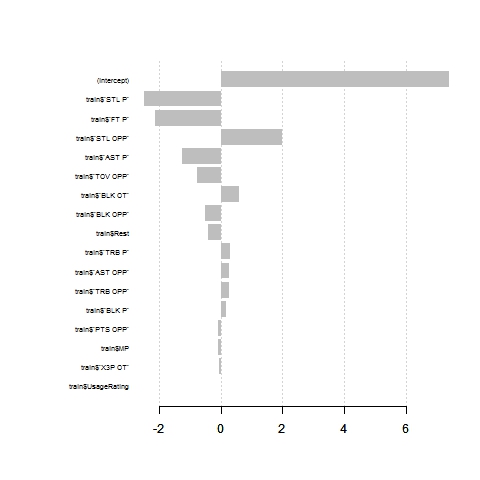 (Intercept)
train$`STL P`
train$`FT P`
train$`STL OPP`
train$`AST P`
train$`TOV OPP`
train$`BLK OT`
train$`BLK OPP`
train$Rest
train$`TRB P`
train$`AST OPP`
train$`TRB OPP`
train$`BLK P`
train$`PTS OPP`
train$MP
train$`X3P OT`
train$UsageRating
-2 0 2 4 6